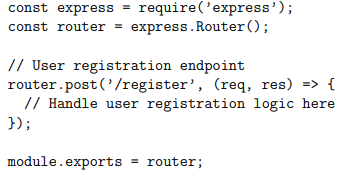 const express = require('express');
const router = express.Router();

// User registration endpoint
router.post('/register', (req, res) => {
  // Handle user registration logic here
});

module.exports = router;